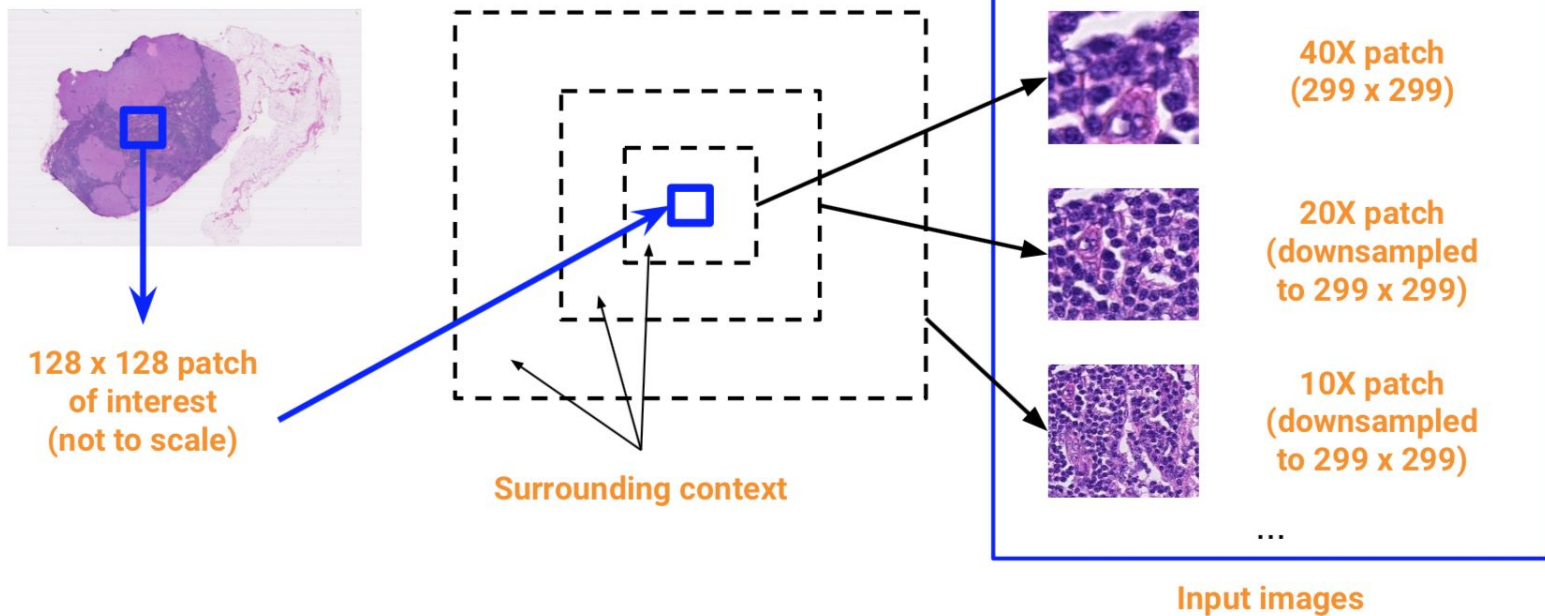 128 x 128 patch
of interest
(not to scale)
Surrounding context
40X patch
(299 x 299)
20X patch
(downsampled
to 299 x 299)
10X patch
(downsampled
to 299 x 299)
...
Input images